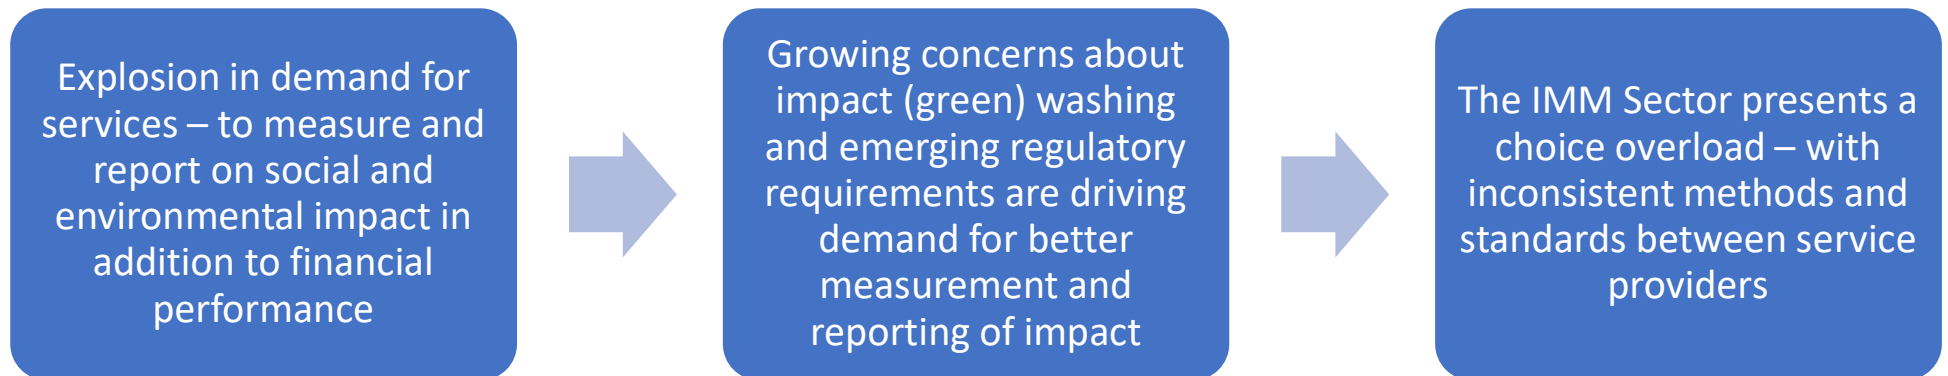 Explosion in demand for
services – to measure and
report on social and
environmental impact in
addition to financial
performance
Growing concerns about
impact (green) washing
and emerging regulatory
requirements are driving
demand for better
measurement and
reporting of impact
The IMM Sector presents a
choice overload – with
inconsistent methods and
standards between service
providers